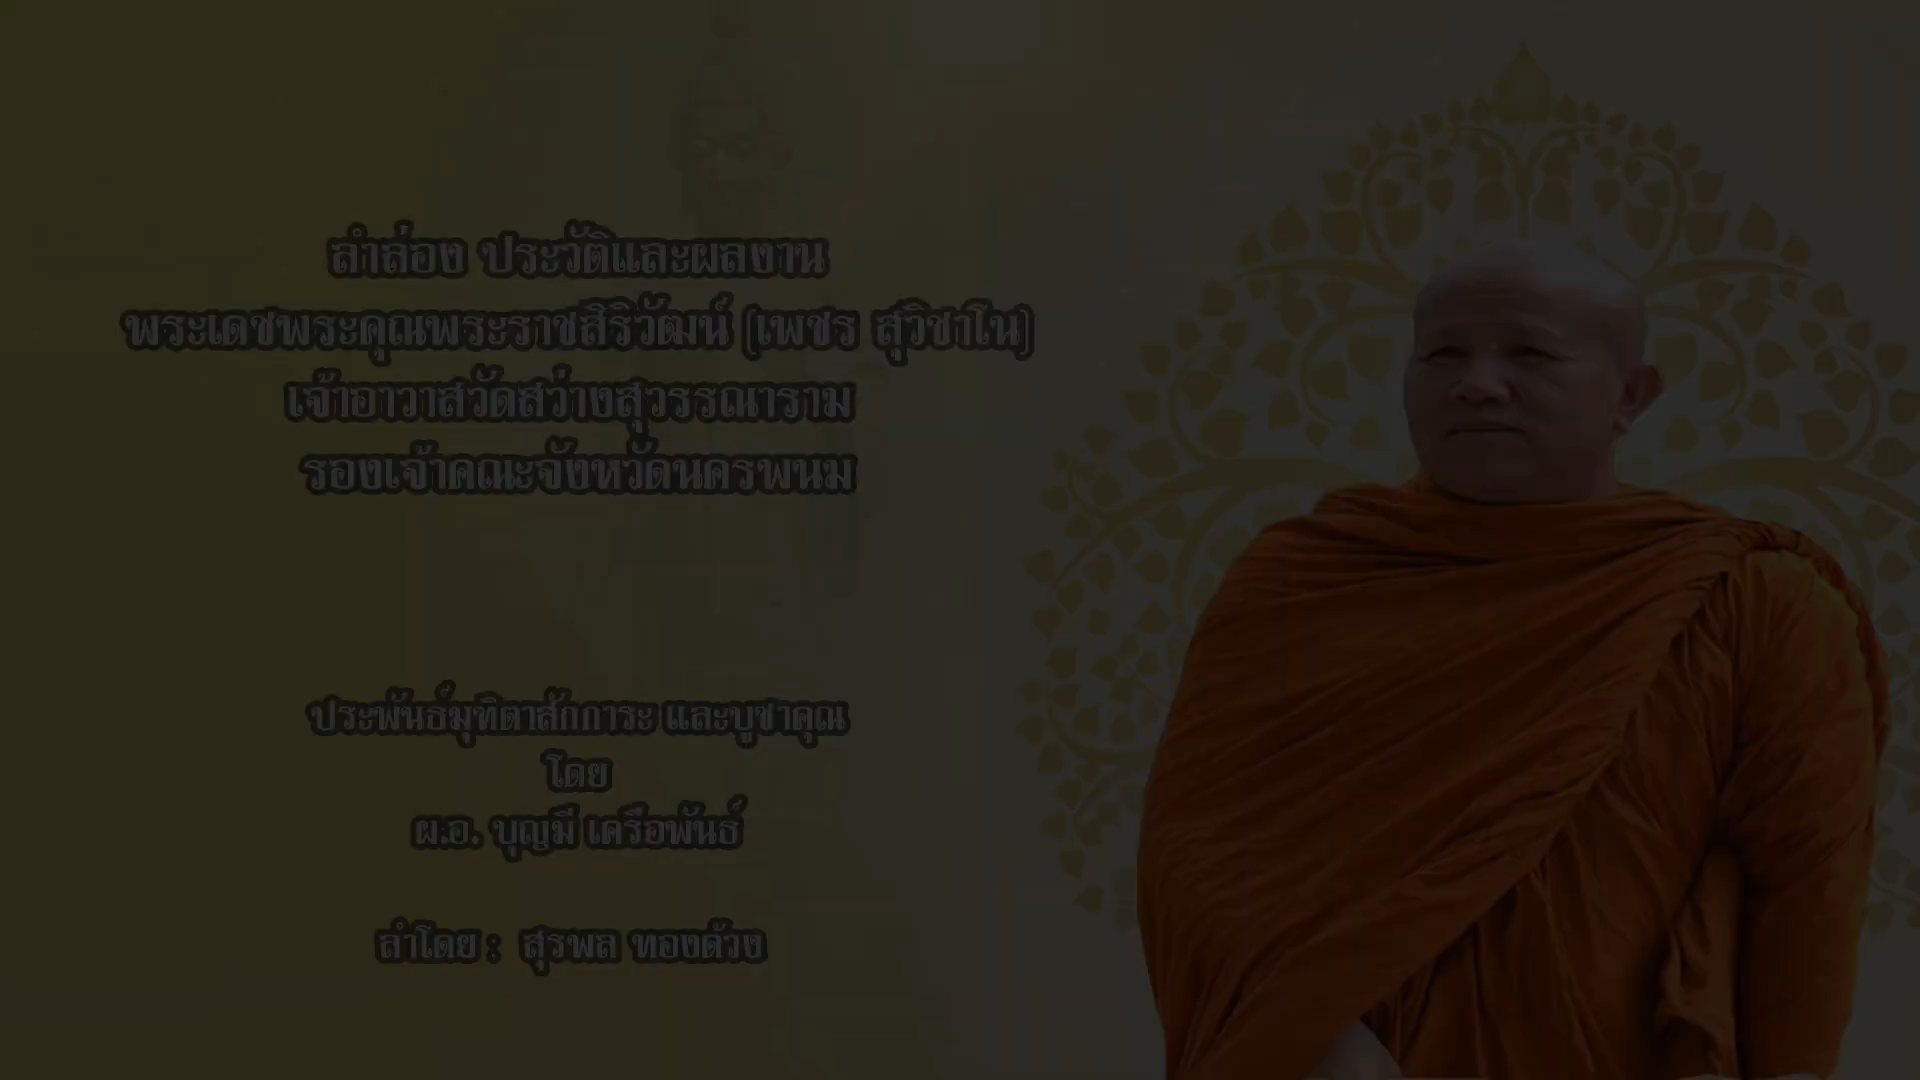 ลำล่อง ประวัติและผลงาน
พระเดชพระคุณพระราชสิริวัฒน์ (เพชร สุวิชาโน)
เจ้าอาวาสวัดสว่างสุวรรณาราม
รองเจ้าคณะจังหวัดนครพนม
ประพันธ์มุทิตาสักการะ และบูชาคุณ
โดย
ผ.อ. บุญมี เครือพันธ์
ลำโดย : สุรพล ทองด้วง